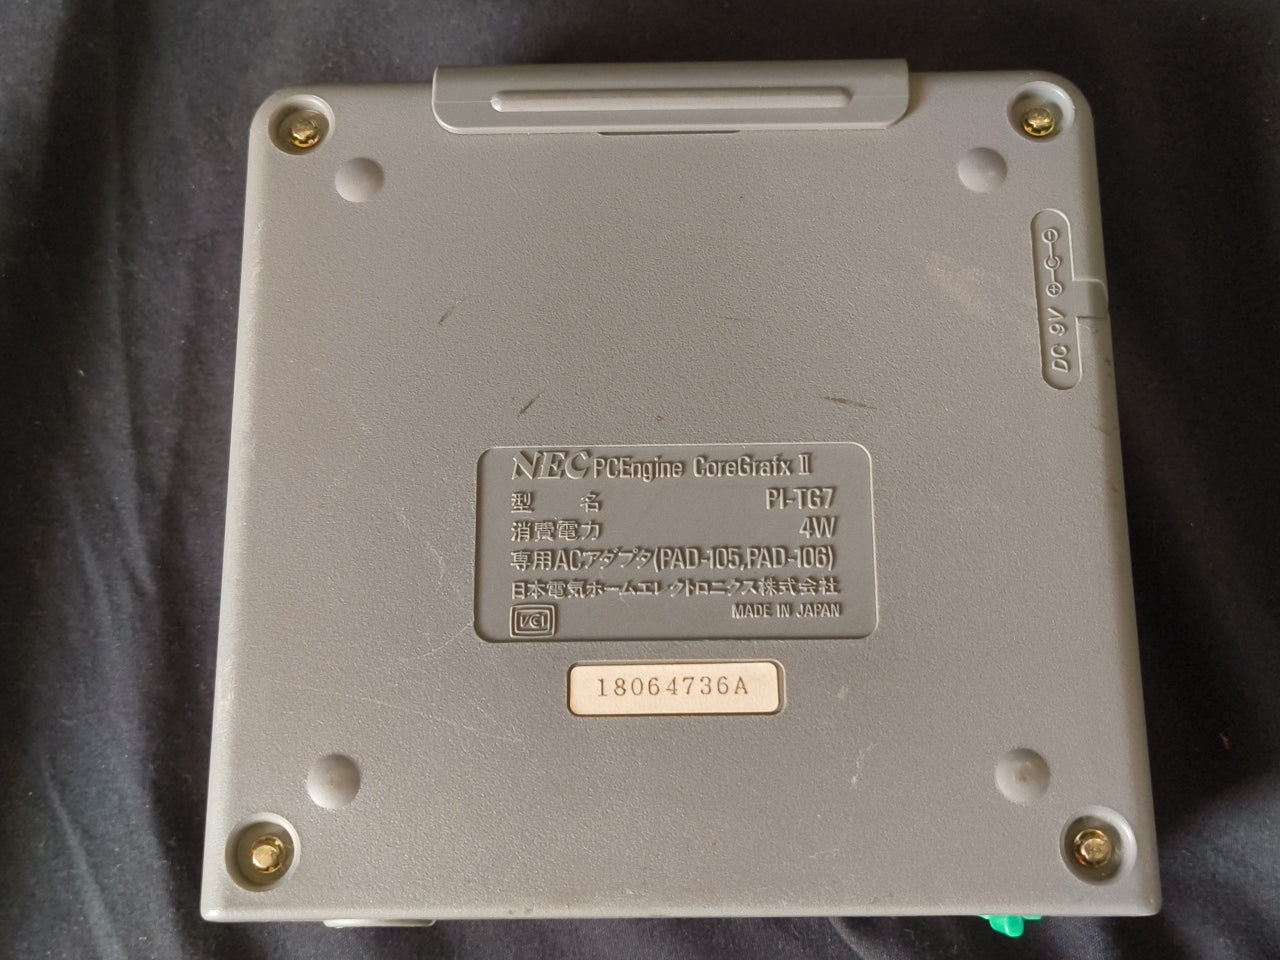 NEC PCEngine CoreGrafx II
型 名 PI-TG7
消費電力 4W
専用ACアダプタ(PAD-105,PAD-106)
日本電気ホームエレクトロニクス株式会社
VCI MADE IN JAPAN
18064736A
DC 9V